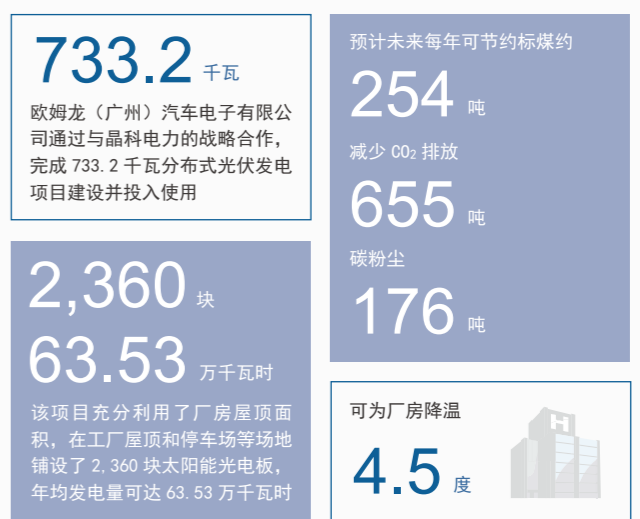 733.2 千瓦
欧姆龙（广州）汽车电子有限公
司通过与晶科电力的战略合作，
完成 733.2 千瓦分布式光伏发电
项目建设并投入使用
2,360 块
63.53 万千瓦时
该项目充分利用了厂房屋顶面
积，在工厂屋顶和停车场等场地
铺设了 2,360 块太阳能光电板，
年均发电量可达 63.53 万千瓦时
预计未来每年可节约标煤约
254 吨
减少 CO₂ 排放
655 吨
碳粉尘
176 吨
可为厂房降温
4.5 度
H